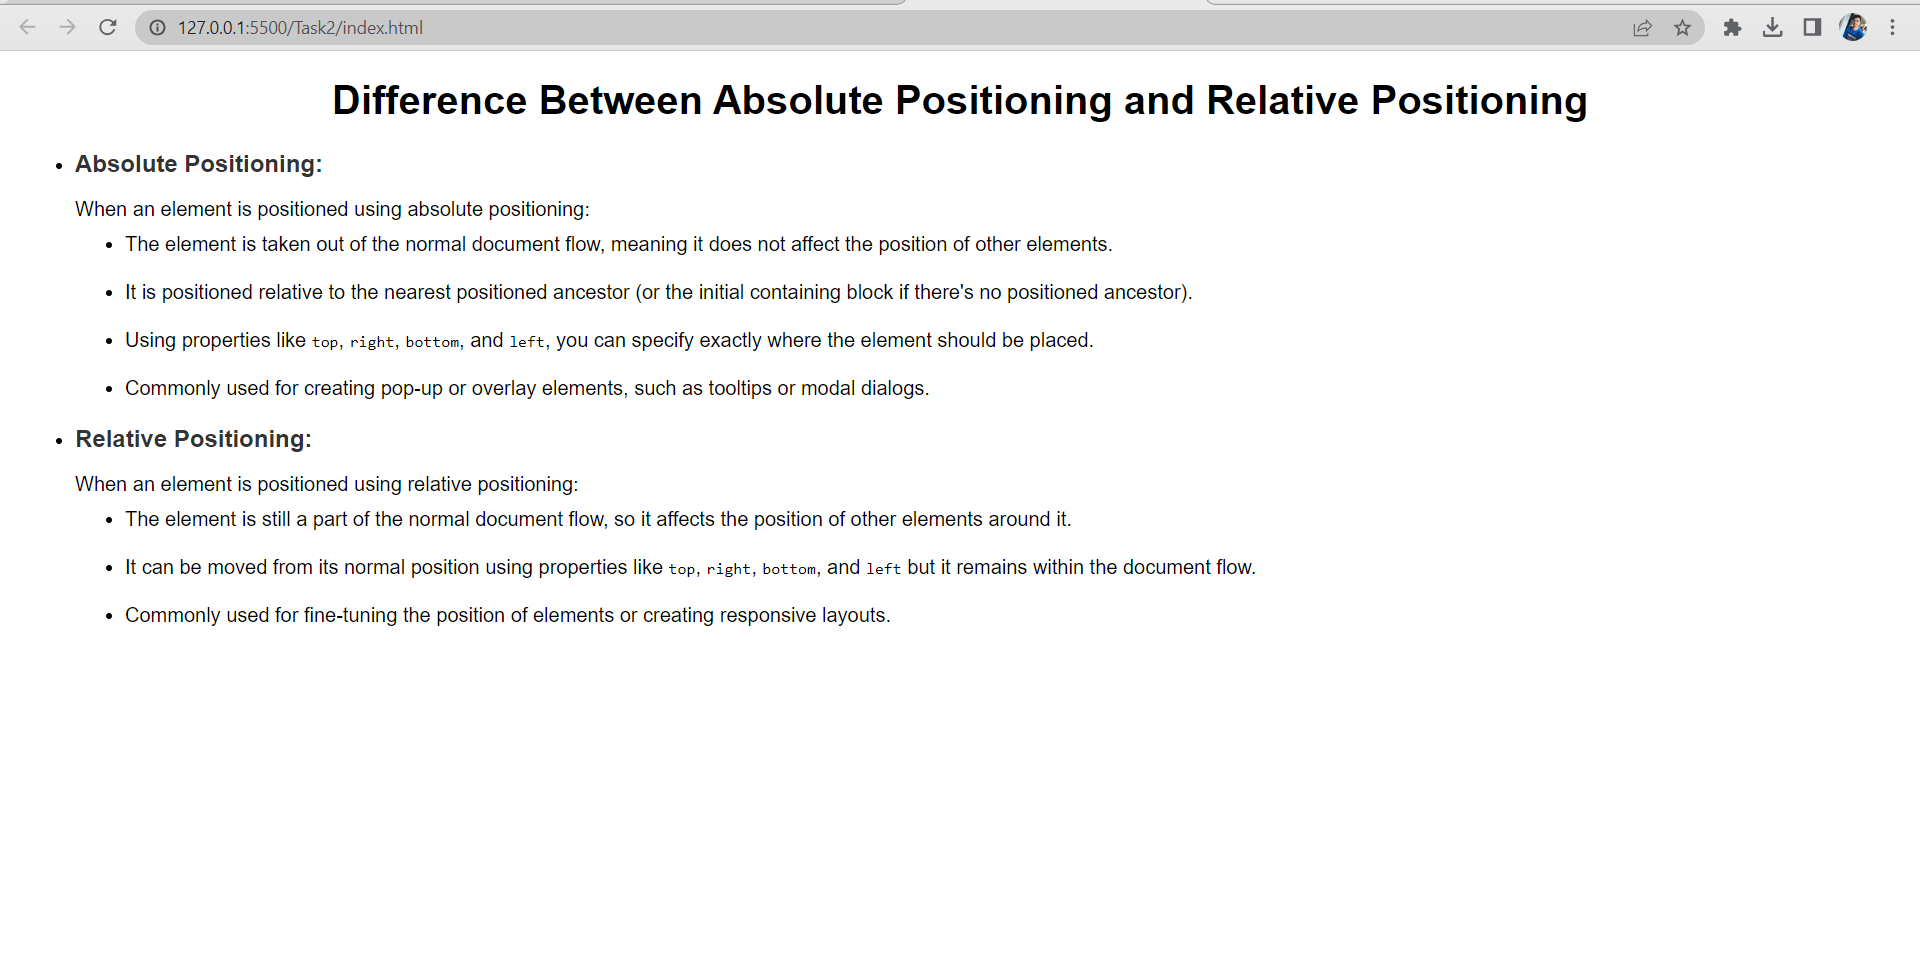 127.0.0.1:5500/Task2/index.html
Difference Between Absolute Positioning and Relative Positioning
• Absolute Positioning:
When an element is positioned using absolute positioning:
• The element is taken out of the normal document flow, meaning it does not affect the position of other elements.
• It is positioned relative to the nearest positioned ancestor (or the initial containing block if there's no positioned ancestor).
• Using properties like top, right, bottom, and left, you can specify exactly where the element should be placed.
• Commonly used for creating pop-up or overlay elements, such as tooltips or modal dialogs.
• Relative Positioning:
When an element is positioned using relative positioning:
• The element is still a part of the normal document flow, so it affects the position of other elements around it.
• It can be moved from its normal position using properties like top, right, bottom, and left but it remains within the document flow.
• Commonly used for fine-tuning the position of elements or creating responsive layouts.